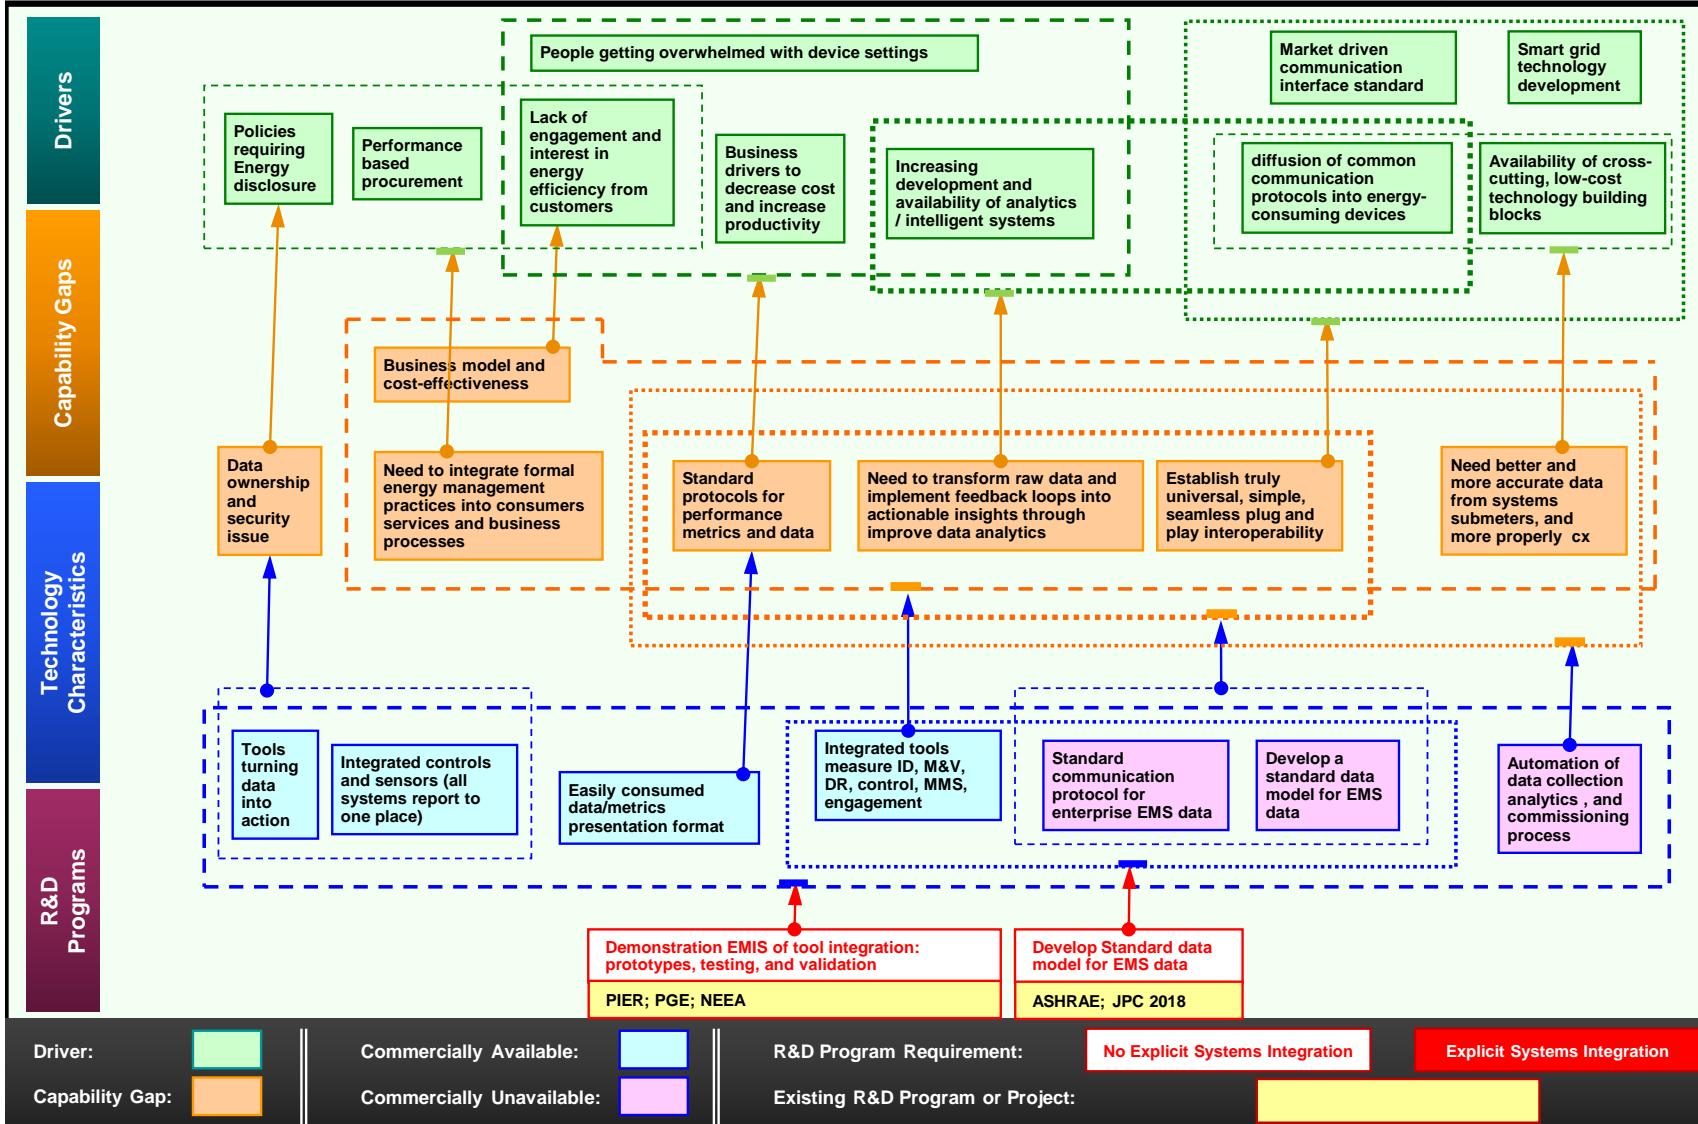 Drivers
People getting overwhelmed with device settings
Market driven
communication
interface standard
Smart grid
technology
development
Policies
requiring
Energy
disclosure
Performance
based
procurement
Lack of
engagement and
interest in
energy
efficiency from
customers
Business
drivers to
decrease cost
and increase
productivity
Increasing
development and
availability of analytics
/ intelligent systems
diffusion of common
communication
protocols into energy-
consuming devices
Availability of cross-
cutting, low-cost
technology building
blocks
Capability Gaps
Business model and
cost-effectiveness
Data
ownership
and
security
issue
Need to integrate formal
energy management
practices into consumers
services and business
processes
Standard
protocols for
performance
metrics and data
Need to transform raw data and
implement feedback loops into
actionable insights through
improve data analytics
Establish truly
universal, simple,
seamless plug and
play interoperability
Need better and
more accurate data
from systems
submeters, and
more properly cx
Technology
Characteristics
Tools
turning
data
into
action
Integrated controls
and sensors (all
systems report to
one place)
Easily consumed
data/metrics
presentation format
Integrated tools
measure ID, M&V,
DR, control, MMS,
engagement
Standard
communication
protocol for
enterprise EMS data
Develop a
standard data
model for EMS
data
Automation of
data collection
analytics , and
commissioning
process
R&D
Programs
Demonstration EMIS of tool integration:
prototypes, testing, and validation
PIER; PGE; NEEA
Develop Standard data
model for EMS data
ASHRAE; JPC 2018
Driver:
Commercially Available:
R&D Program Requirement:
No Explicit Systems Integration
Explicit Systems Integration
Capability Gap:
Commercially Unavailable:
Existing R&D Program or Project: